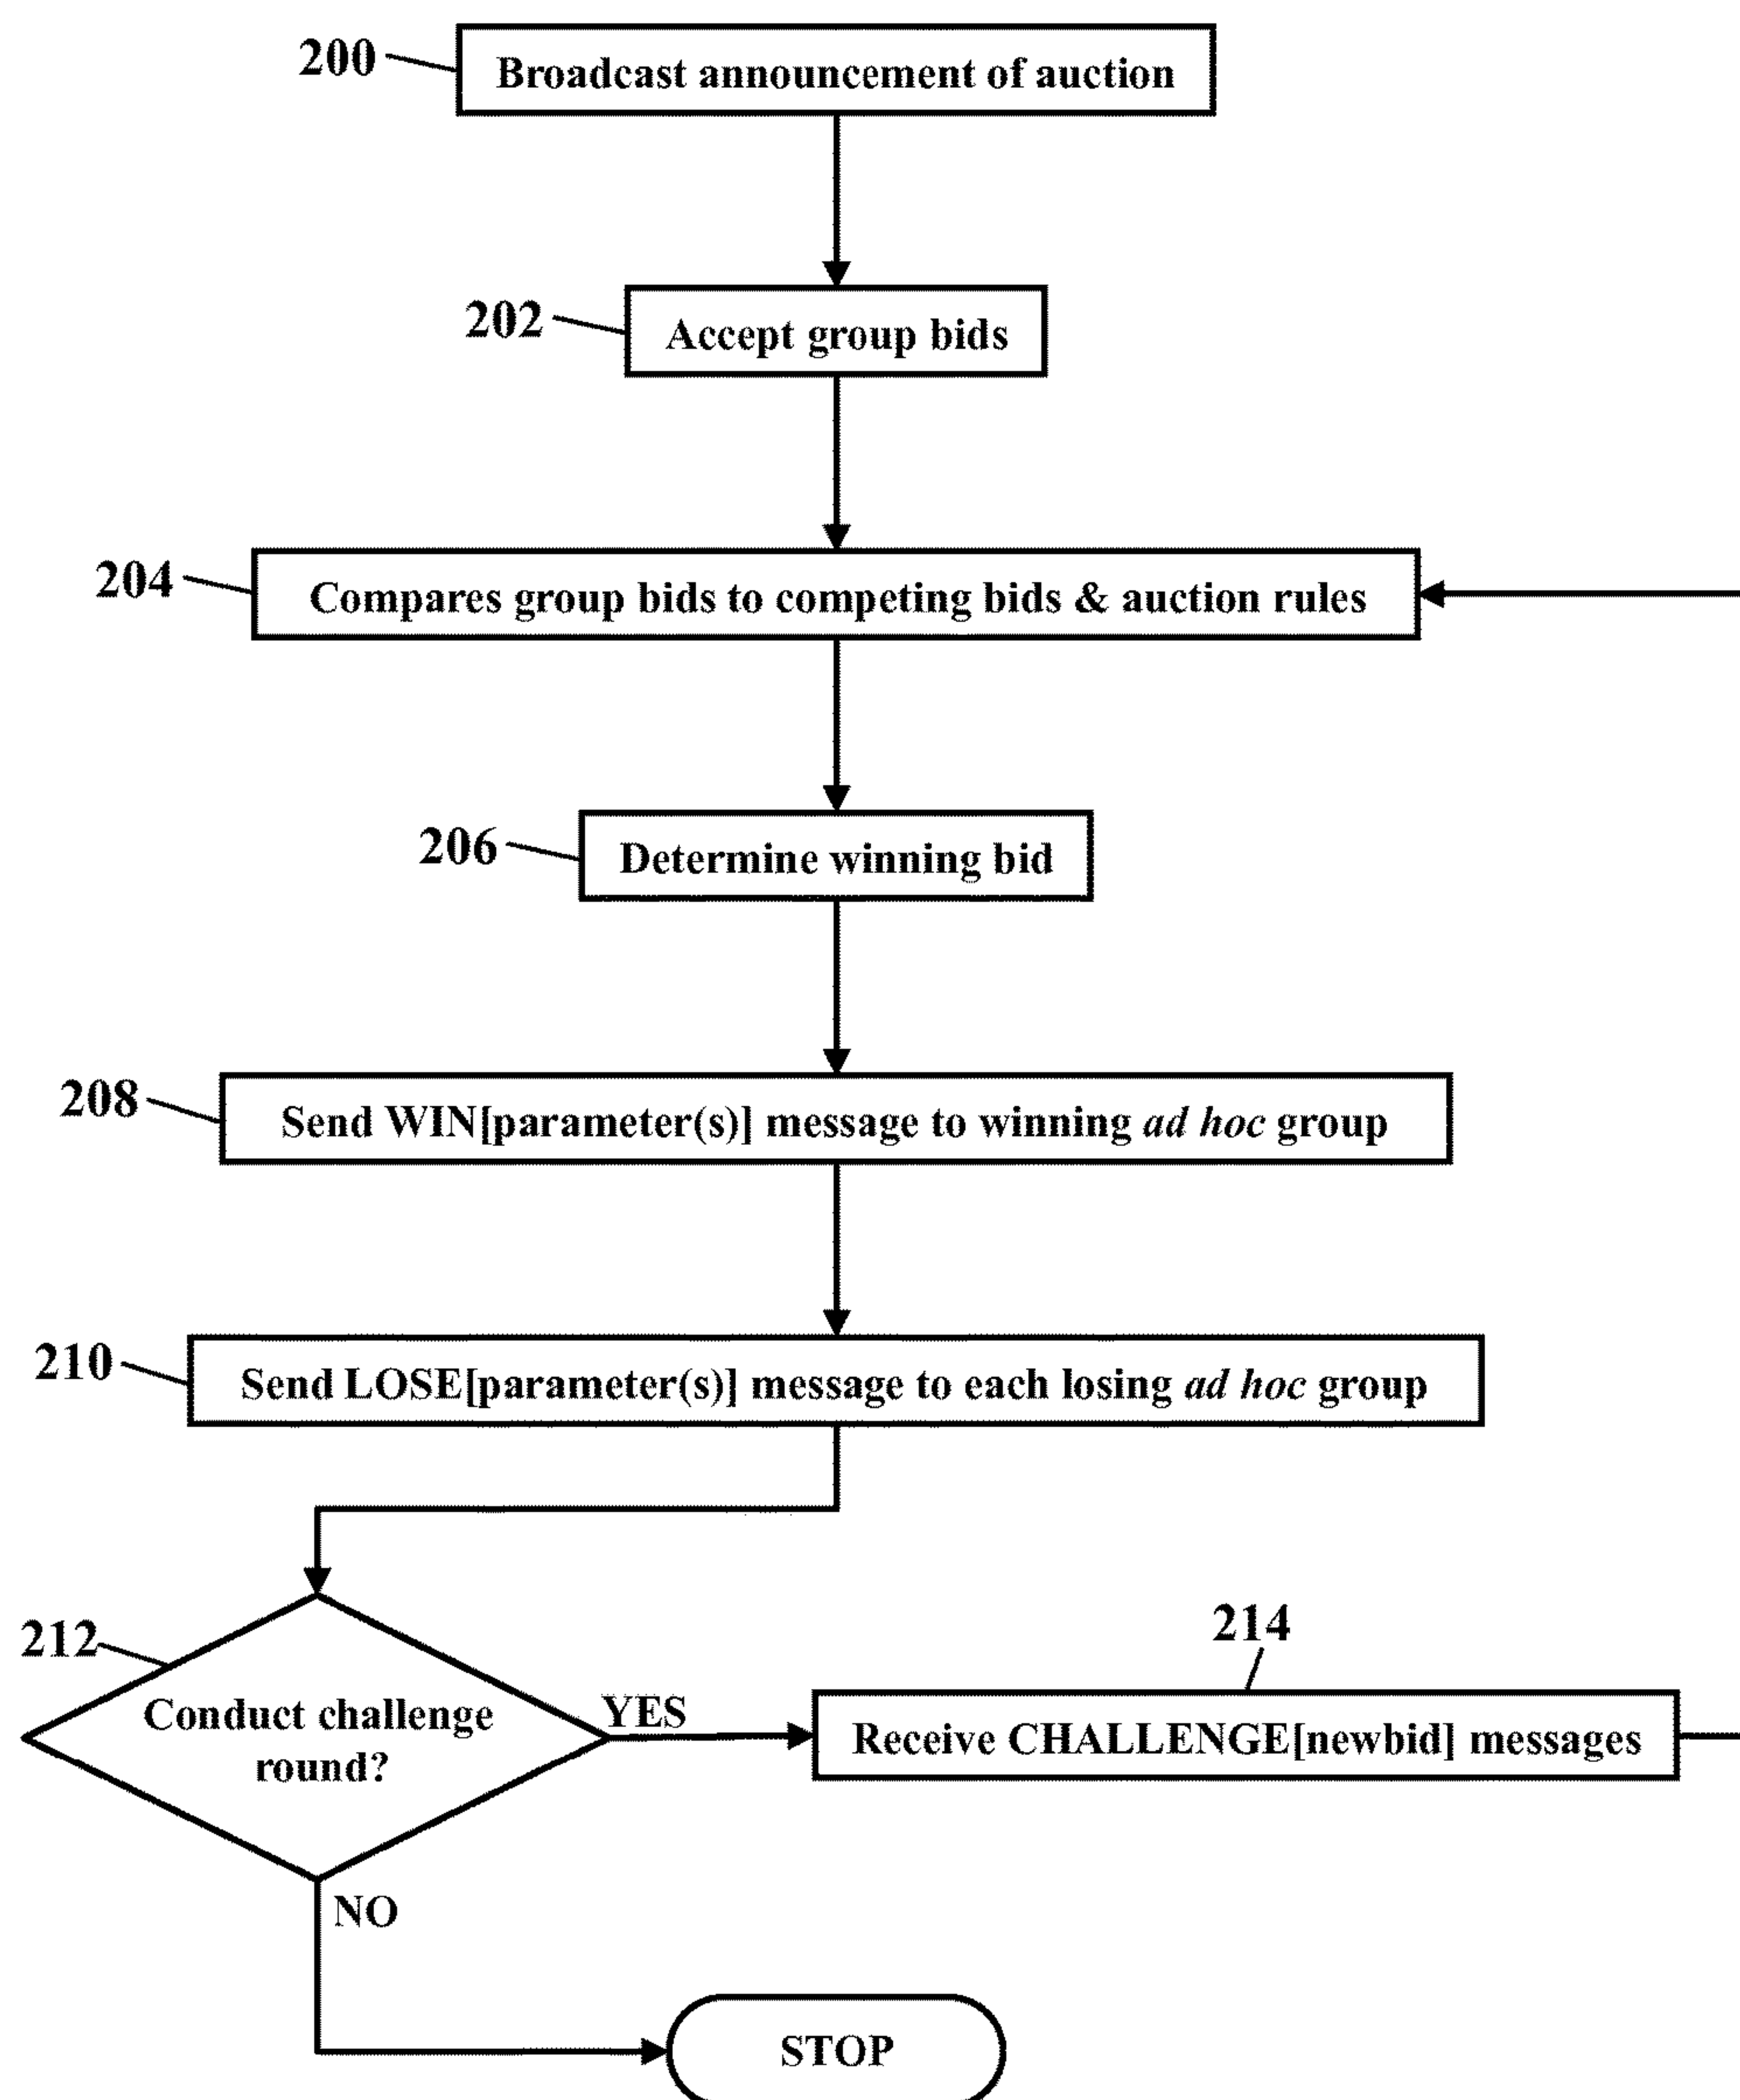 200
Broadcast announcement of auction
202
Accept group bids
204
Compares group bids to competing bids & auction rules
206
Determine winning bid
208
Send WIN[parameter(s)] message to winning ad hoc group
210
Send LOSE[parameter(s)] message to each losing ad hoc group
212
Conduct challenge
round?
YES
214
Receive CHALLENGE[newbid] messages
NO
STOP